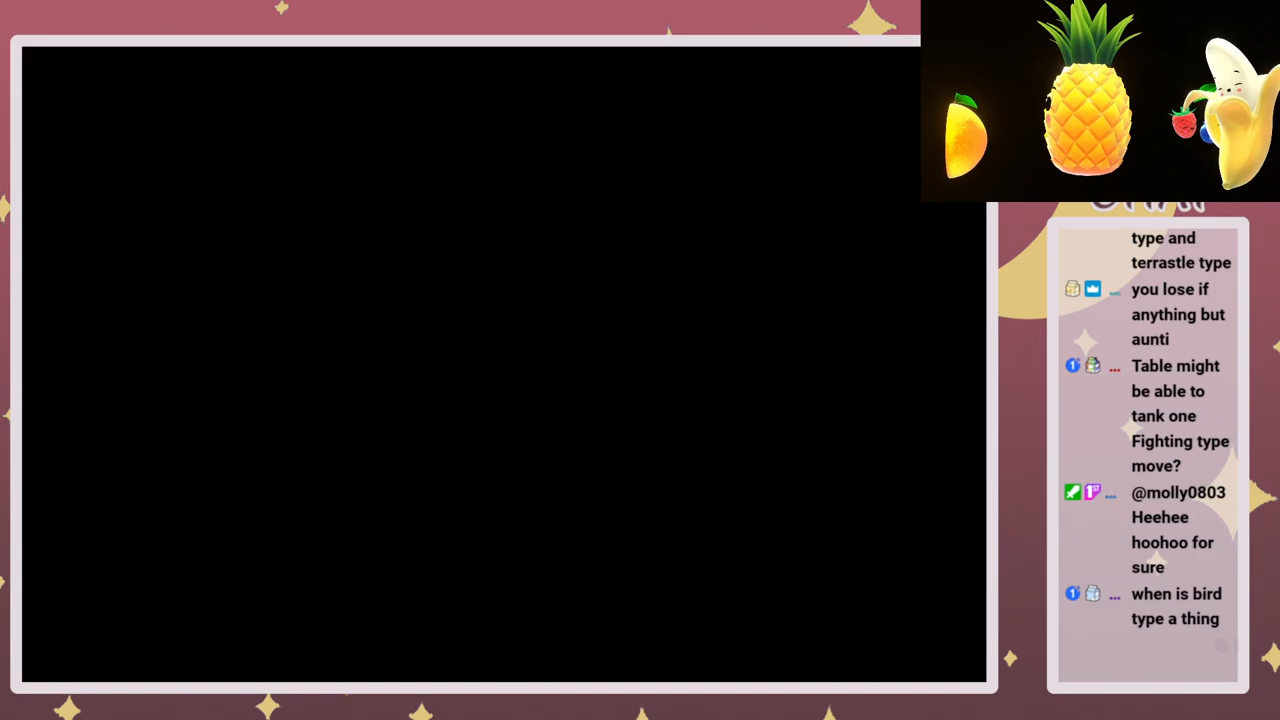 type and
terrastle type
you lose if
anything but
aunti
Table might
be able to
tank one
Fighting type
move?
@molly0803
Heehee
hoohoo for
sure
when is bird
type a thing